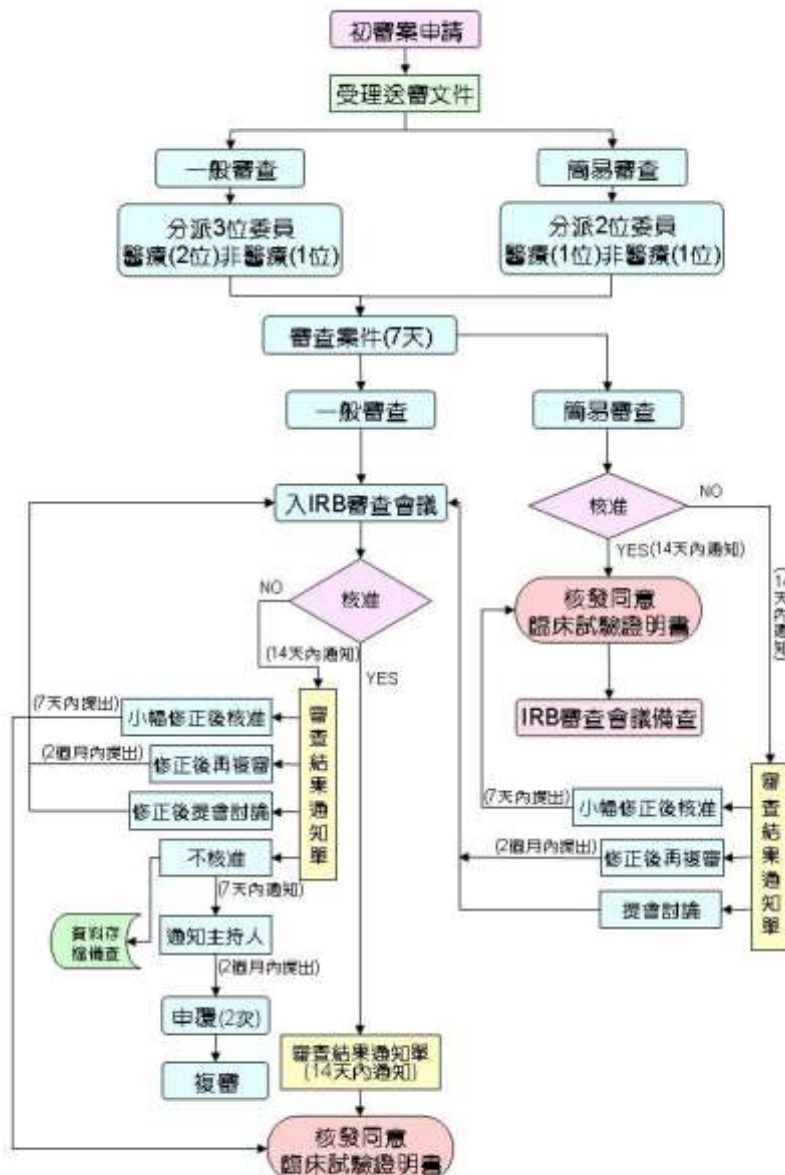 初審案申請
受理送審文件
一般審查
簡易審查
分派3位委員
醫療(2位)非醫療(1位)
分派2位委員
醫療(1位)非醫療(1位)
審查案件(7天)
一般審查
簡易審查
入IRB審查會議
核准
NO
YES(14天內通知)
(14天內通知)
核發同意
臨床試驗證明書
IRB審查會議備查
NO
核准
(14天內通知)
YES
審查結果通知單
(7天內提出)
小幅修正後核准
(2個月內提出)
修正後再複審
修正後提會討論
不核准
(7天內通知)
資料存
檔備查
通知主持人
(2個月內提出)
申覆(2次)
複審
審查結果通知單
(7天內提出)
小幅修正後核准
(2個月內提出)
修正後再複審
提會討論
審查結果通知單
(14天內通知)
核發同意
臨床試驗證明書